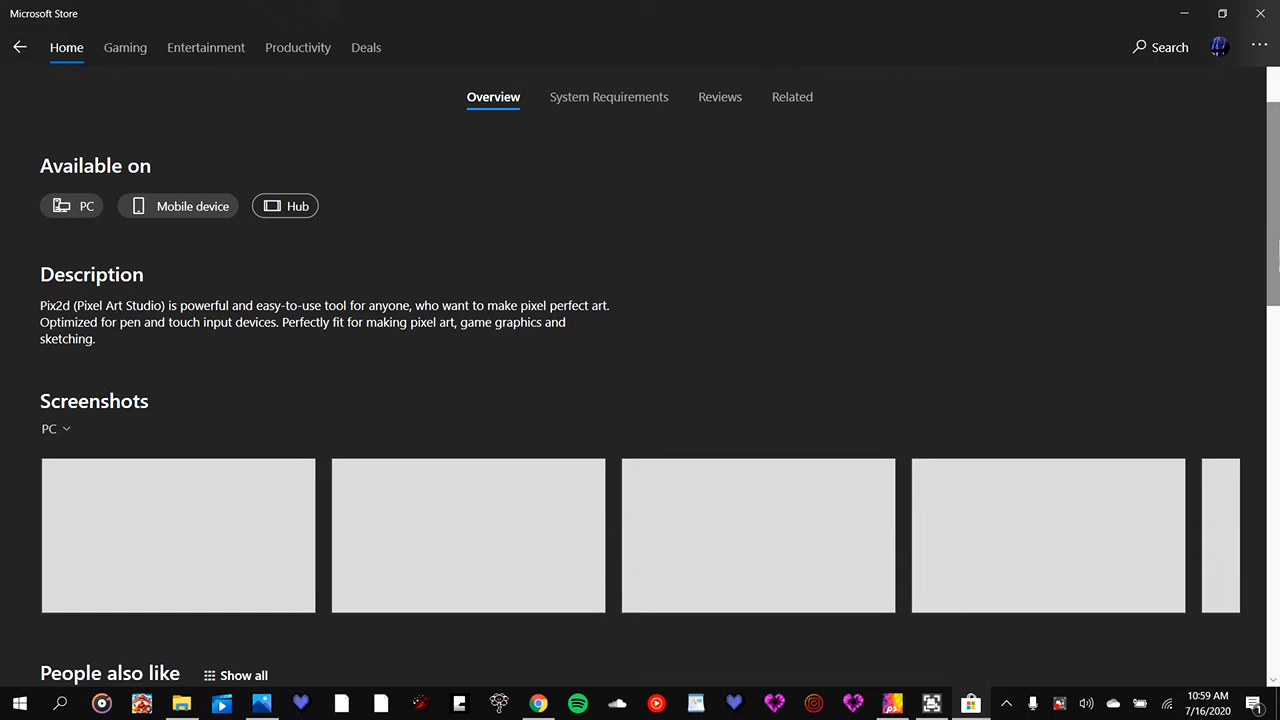 Microsoft Store
Home Gaming Entertainment Productivity Deals Search
Overview System Requirements Reviews Related
Available on
PC Mobile device Hub
Description
Pix2d (Pixel Art Studio) is powerful and easy-to-use tool for anyone, who want to make pixel perfect art.
Optimized for pen and touch input devices. Perfectly fit for making pixel art, game graphics and
sketching.
Screenshots
PC
People also like Show all
10:59 AM
7/16/2020